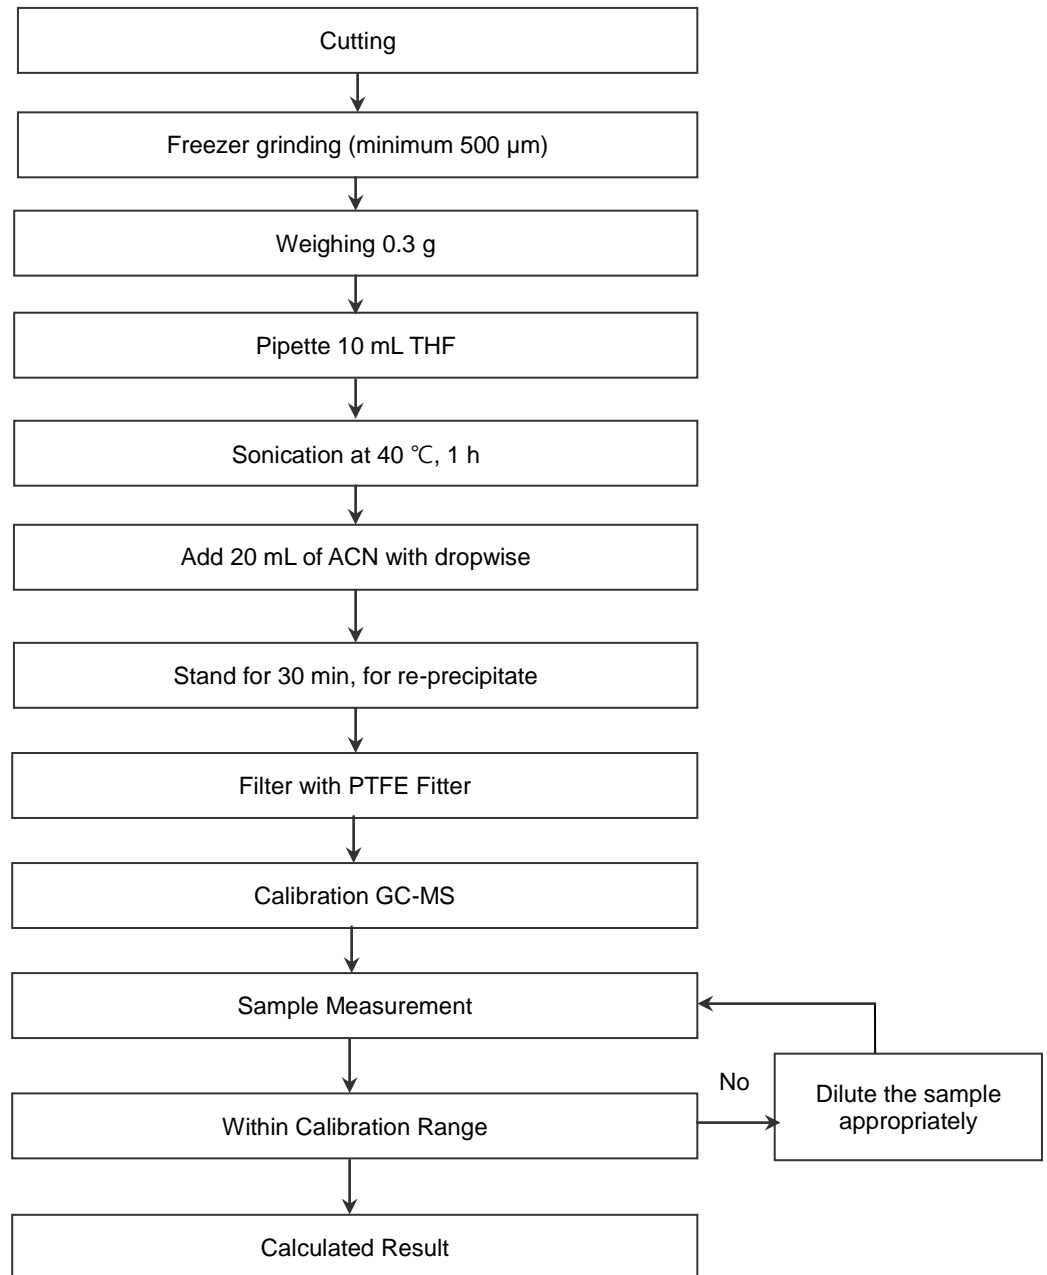 Cutting
Freezer grinding (minimum 500 µm)
Weighing 0.3 g
Pipette 10 mL THF
Sonication at 40 ℃, 1 h
Add 20 mL of ACN with dropwise
Stand for 30 min, for re-precipitate
Filter with PTFE Fitter
Calibration GC-MS
Sample Measurement
No
Dilute the sample
appropriately
Within Calibration Range
Calculated Result